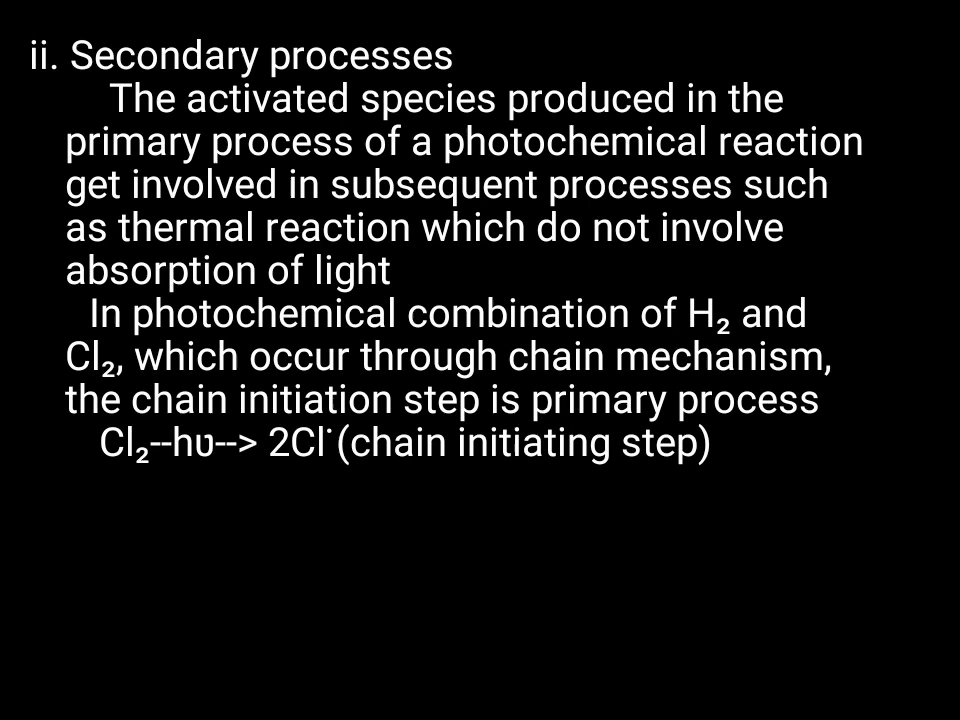 ii. Secondary processes
The activated species produced in the
primary process of a photochemical reaction
get involved in subsequent processes such
as thermal reaction which do not involve
absorption of light
In photochemical combination of H₂ and
Cl₂, which occur through chain mechanism,
the chain initiation step is primary process
Cl₂--hʋ--> 2Cl˙(chain initiating step)